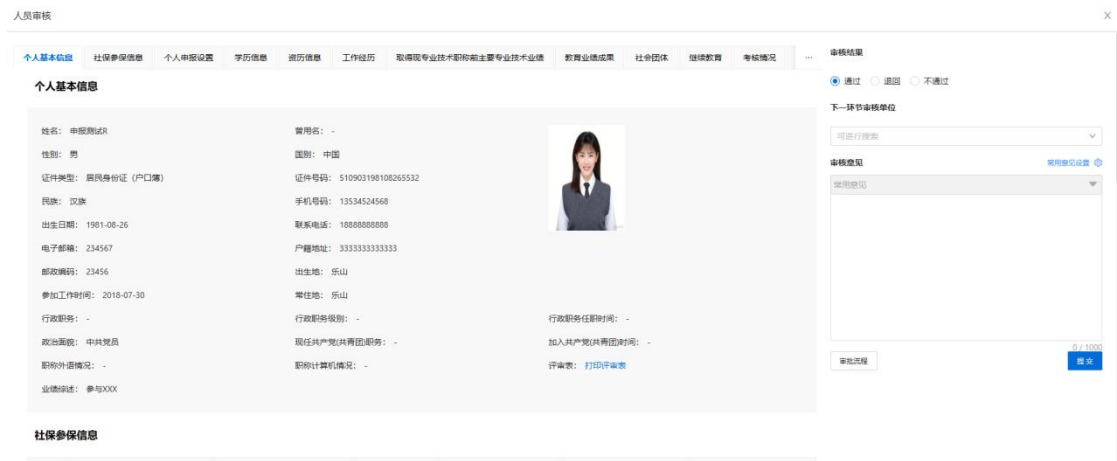 人员审核
X
个人基本信息 社保参保信息 个人申报设置 学历信息 资历信息 工作经历 取得现专业技术职称前主要专业技术业绩 教育业绩成果 社会团体 继续教育 考核情况 ...
个人基本信息
姓名： 申报测试R 曾用名： -
性别： 男 国别： 中国
证件类型： 居民身份证（户口簿） 证件号码： 510903198108265532
民族： 汉族 手机号码： 13534524568
出生日期： 1981-08-26 联系电话： 18888888888
电子邮箱： 234567 户籍地址： 3333333333333
邮政编码： 23456 出生地： 乐山
参加工作时间： 2018-07-30 常住地： 乐山
行政职务： - 行政职务级别： - 行政职务任职时间： -
政治面貌： 中共党员 现任共产党(共青团)职务： - 加入共产党(共青团)时间： -
职称外语情况： - 职称计算机情况： - 评审表： 打印评审表
业绩综述： 参与XXX
社保参保信息
审核结果
通过 退回 不通过
下一环节审核单位
可进行搜索
审核意见 常用意见设置
常用意见
0 / 1000
审批流程 提交